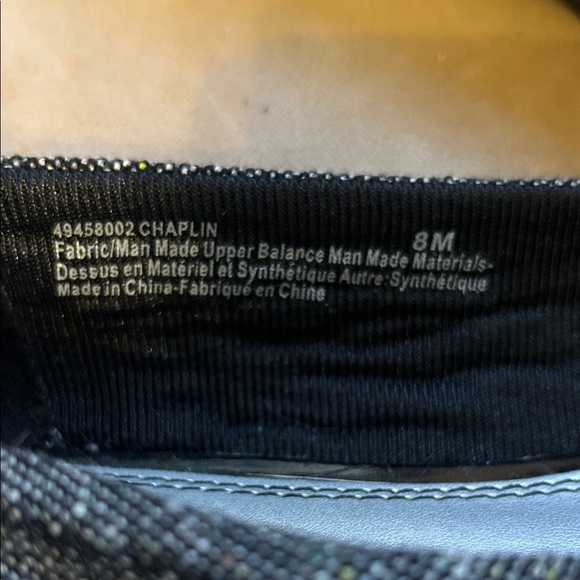 49458002 CHAPLIN 8M
Fabric/Man Made Upper Balance Man Made Materials-
Dessus en Matériel et Synthétique Autre-Synthétique
Made in China-Fabriqué en Chine